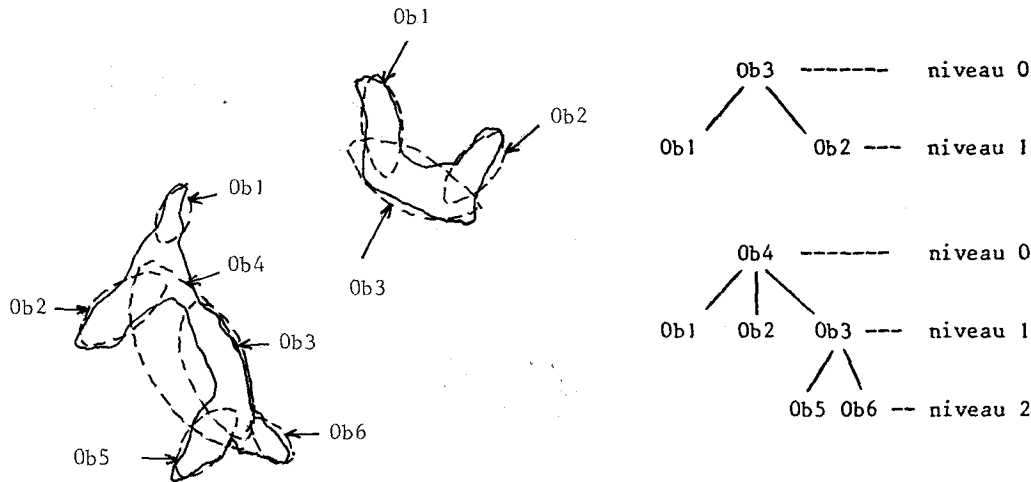 Ob1
Ob2
Ob3
Ob3 ------- niveau 0
Ob1 Ob2 --- niveau 1
Ob1
Ob4
Ob2
Ob3
Ob6
Ob5
Ob4 ------- niveau 0
Ob1 Ob2 Ob3 --- niveau 1
Ob5 Ob6 -- niveau 2